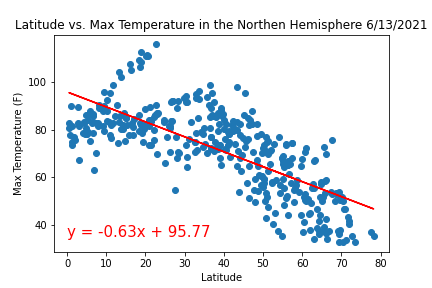 Latitude vs. Max Temperature in the Northen Hemisphere 6/13/2021
Max Temperature (F)
100
80
60
40
y = -0.63x + 95.77
0 10 20 30 40 50 60 70 80
Latitude